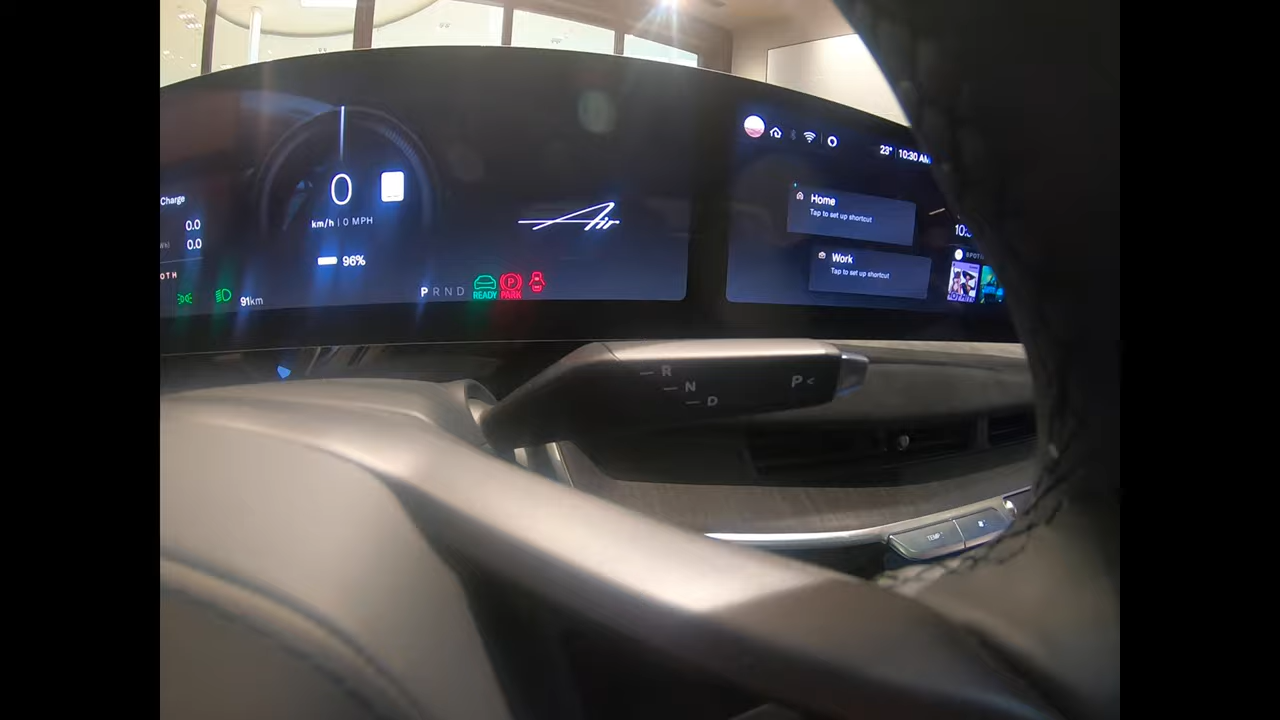 23° 10:30 AM
Charge
0
Home
Tap to set up shortcut
0.0
km/h | 0 MPH
Air
0.0
96%
Work
Tap to set up shortcut
91km
P R N D
READY
PARK
R
N
D
P <
TEMP